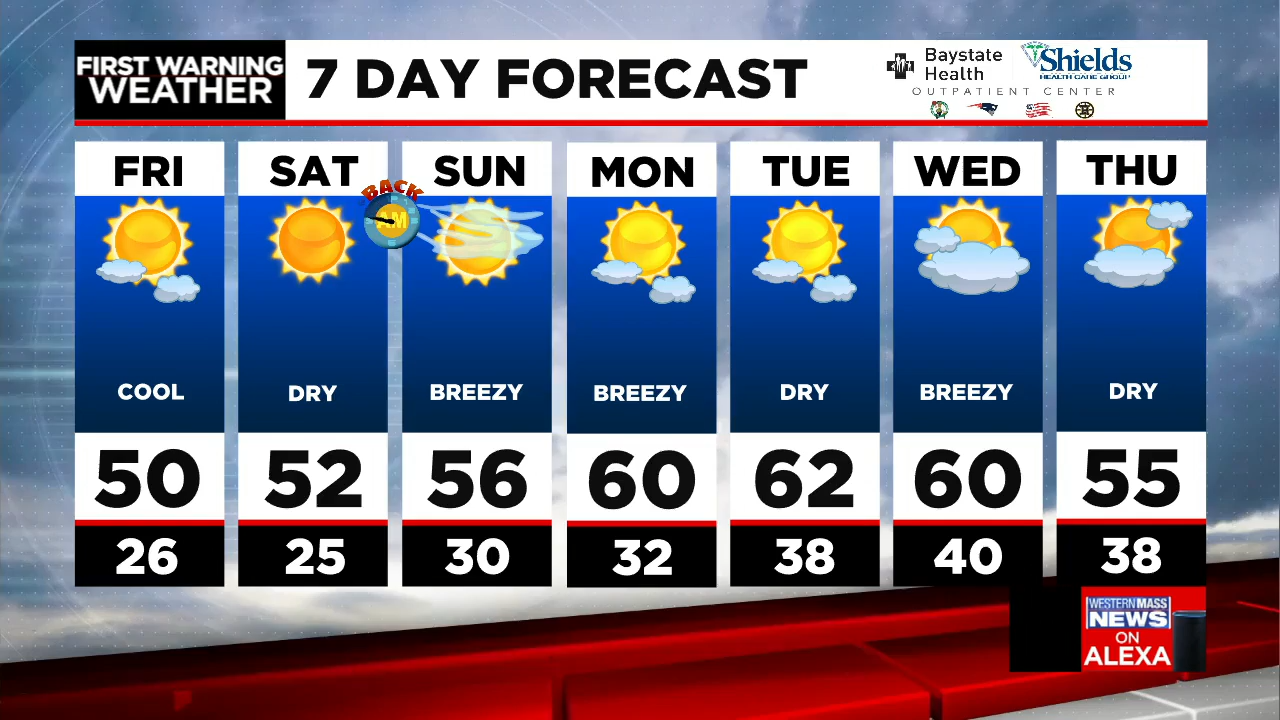 FIRST WARNING
WEATHER
7 DAY FORECAST
Baystate
Health
Shields
HEALTH CARE GROUP
OUTPATIENT CENTER
FRI
SAT
SUN
MON
TUE
WED
THU
BACK
AM
COOL
DRY
BREEZY
BREEZY
DRY
BREEZY
DRY
50
52
56
60
62
60
55
26
25
30
32
38
40
38
WESTERN MASS
NEWS
ON
ALEXA